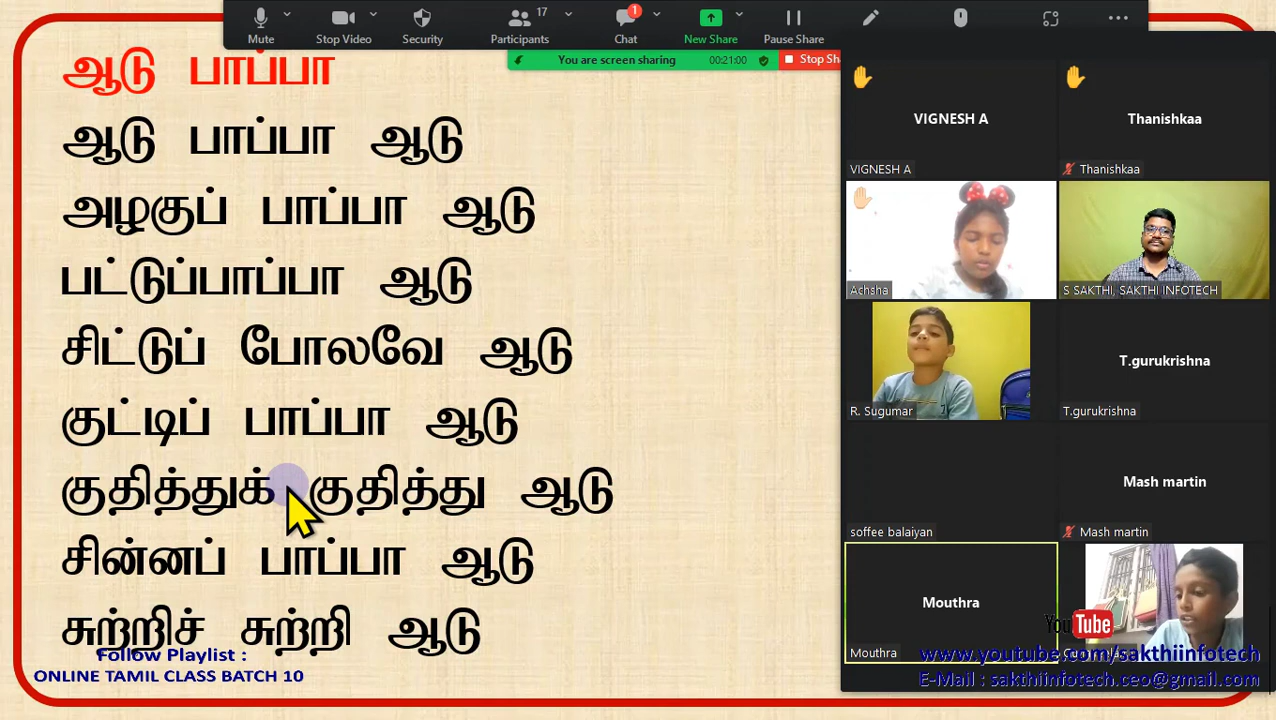 Mute
Stop Video
Security
Participants
17
Chat
1
New Share
Pause Share
You are screen sharing
00:21:00
Stop Sh
ஆடு பாப்பா
ஆடு பாப்பா ஆடு
அழகுப் பாப்பா ஆடு
பட்டுப்பாப்பா ஆடு
சிட்டுப் போலவே ஆடு
குட்டிப் பாப்பா ஆடு
குதித்துக் குதித்து ஆடு
சின்னப் பாப்பா ஆடு
சுற்றிச் சுற்றி ஆடு
Follow Playlist :
ONLINE TAMIL CLASS BATCH 10
VIGNESH A
VIGNESH A
Thanishkaa
Thanishkaa
Achsha
S SAKTHI, SAKTHI INFOTECH
R. Sugumar
T.gurukrishna
T.gurukrishna
soffee balaiyan
Mash martin
Mash martin
Mouthra
Mouthra
YouTube
www.youtube.com/sakthiinfotech
E-Mail : sakthiinfotech.ceo@gmail.com